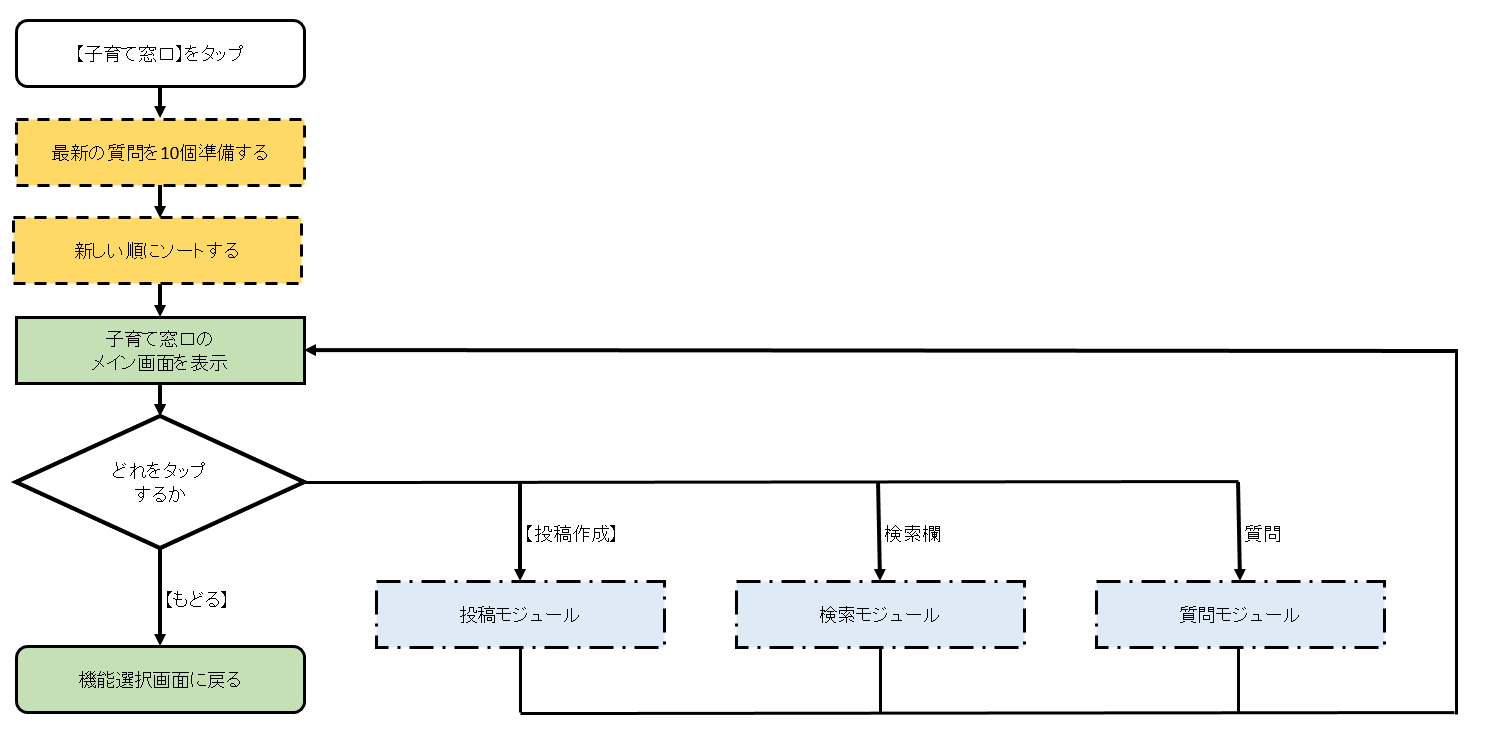 【子育て窓口】をタップ
最新の質問を10個準備する
新しい順にソートする
子育て窓口の
メイン画面を表示
どれをタップ
するか
【投稿作成】
検索欄
質問
【もどる】
投稿モジュール
検索モジュール
質問モジュール
機能選択画面に戻る